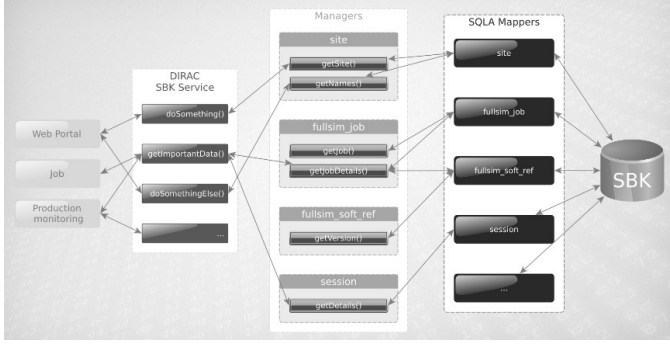 Managers
SQLA Mappers
site
getSite()
getNames()
site
DIRAC
SBK Service
doSomething()
getImportantData()
doSomethingElse()
...
Web Portal
Job
Production
monitoring
fullsim_job
getJob()
getJobDetails()
fullsim_job
fullsim_soft_ref
getVersion()
fullsim_soft_ref
session
getDetails()
session
...
SBK